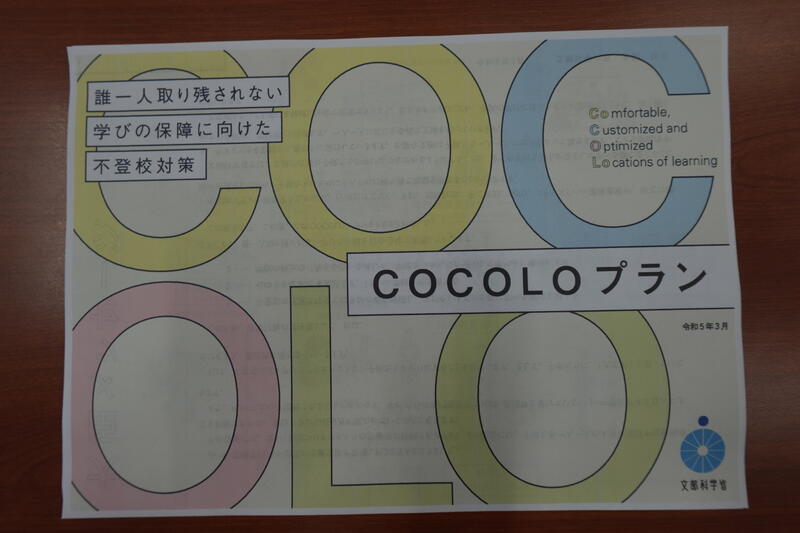 COC
OLO
誰一人取り残されない
学びの保障に向けた
不登校対策
Comfortable,
Customized and
Optimized
Locations of learning
COCOLOプラン
令和5年3月
文部科学省